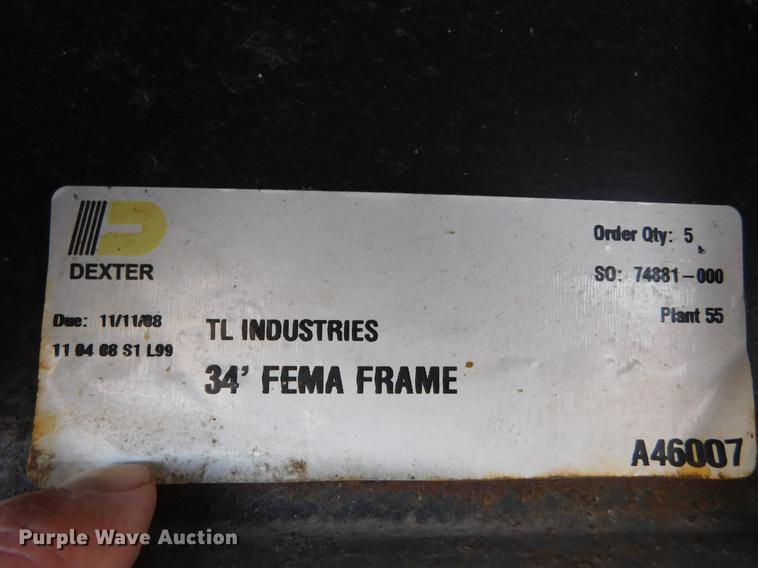 DEXTER
Order Qty: 5
SO: 74881-000
Plant 55
Due: 11/11/08
11 04 08 S1 L99
TL INDUSTRIES
34' FEMA FRAME
A46007
Purple Wave Auction